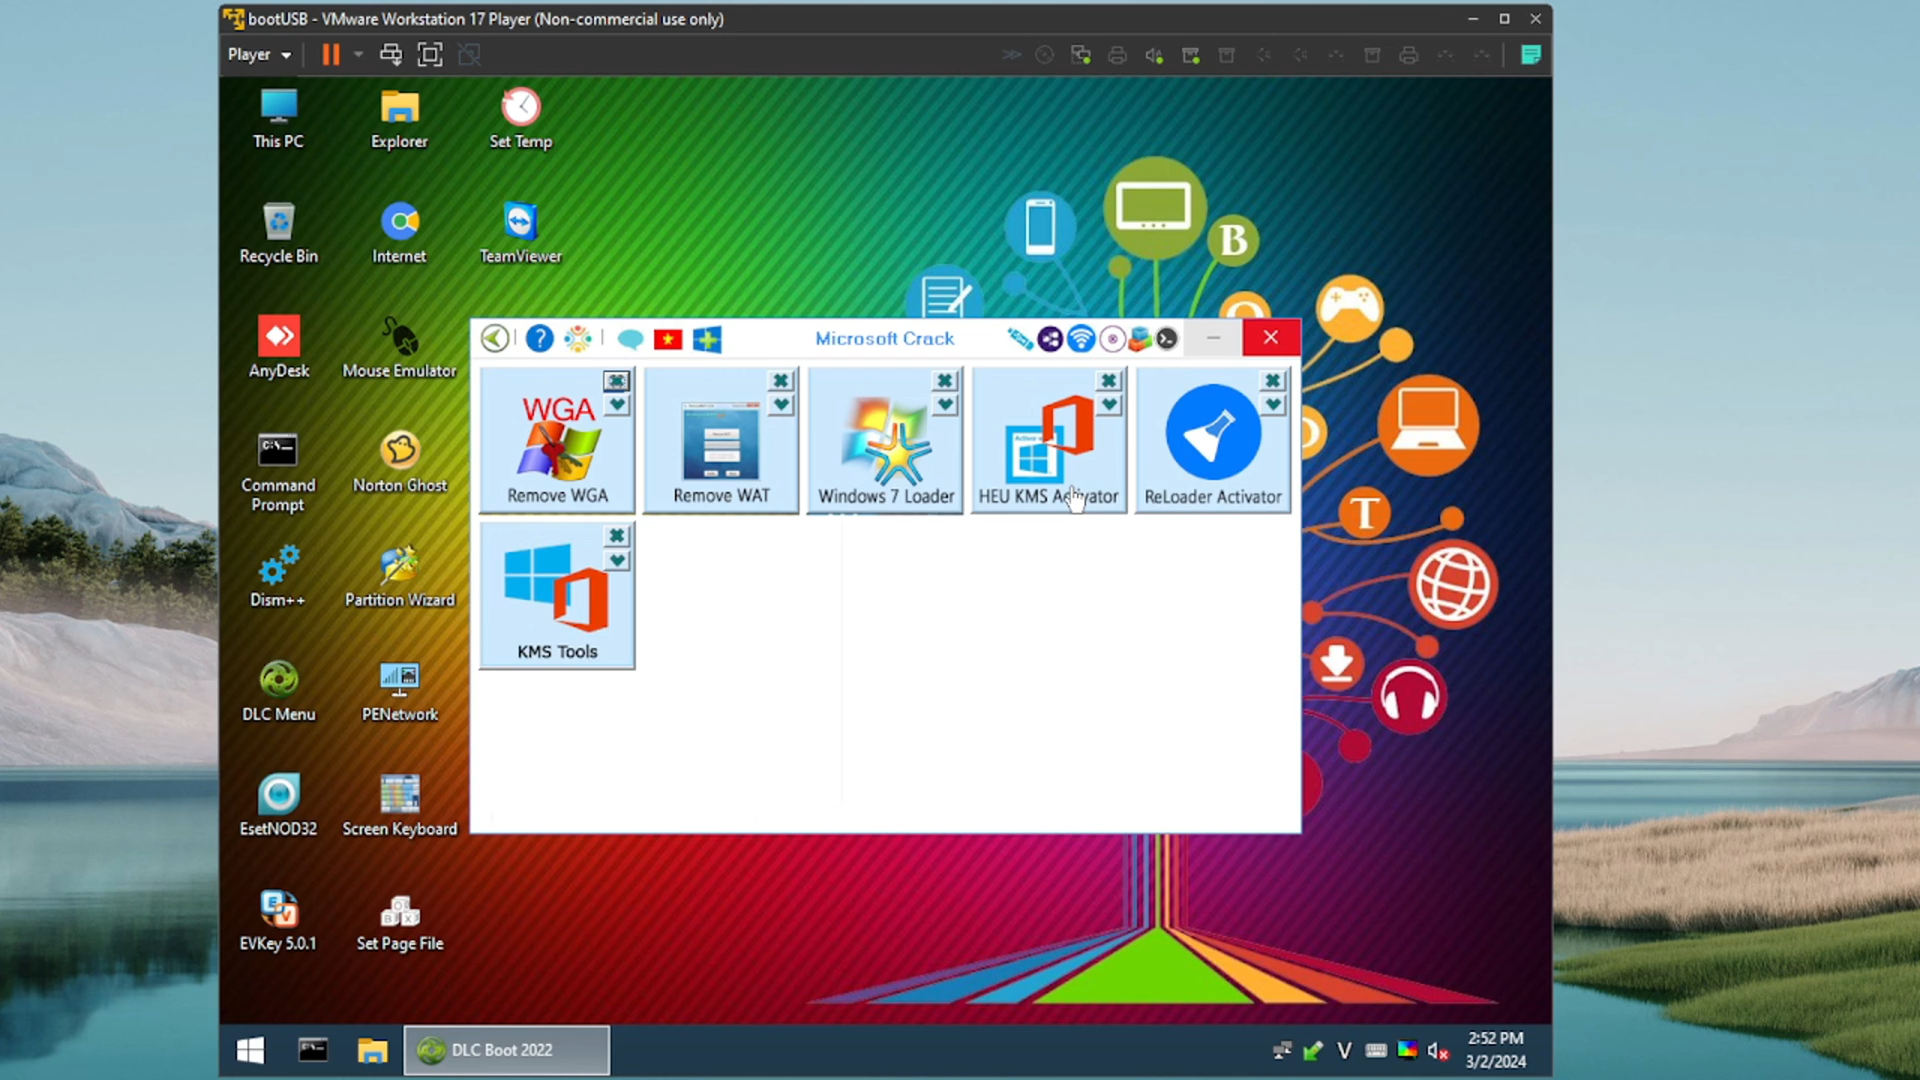 bootUSB - VMware Workstation 17 Player (Non-commercial use only)
Player
This PC
Explorer
Set Temp
Recycle Bin
Internet
TeamViewer
AnyDesk
Mouse Emulator
Command
Prompt
Norton Ghost
Dism++
Partition Wizard
DLC Menu
PENetwork
EsetNOD32
Screen Keyboard
EVKey 5.0.1
Set Page File
B
T
Microsoft Crack
WGA
Remove WGA
Remove WAT
Windows 7 Loader
HEU KMS Activator
ReLoader Activator
KMS Tools
DLC Boot 2022
V
2:52 PM
3/2/2024